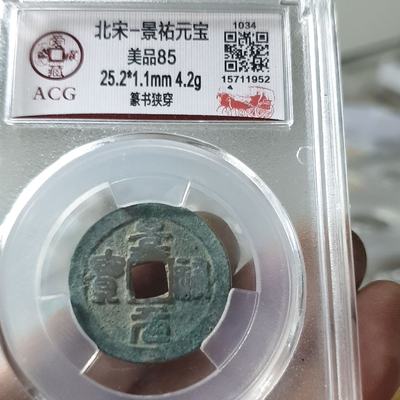 北宋-景祐元宝
1034
美品85
25.2*1.1mm 4.2g
15711952
ACG
篆书狭穿
景
祐
元
寶